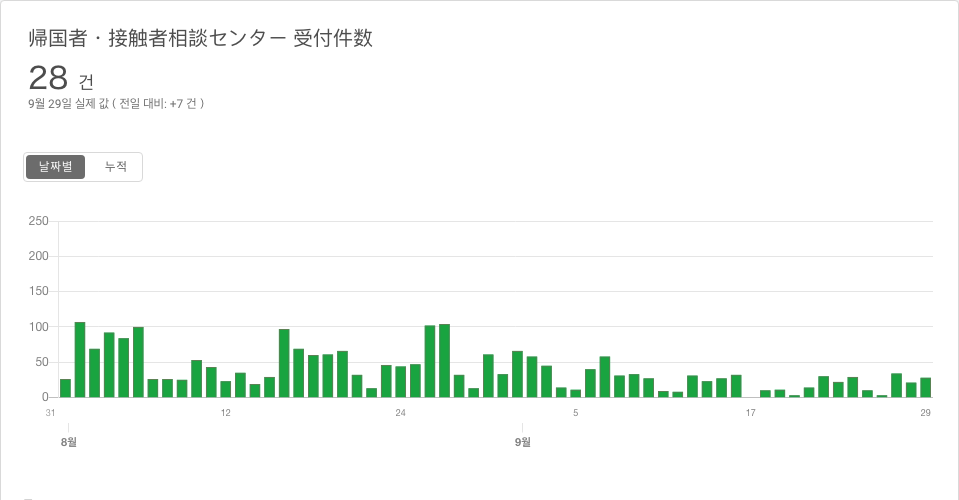 帰国者・接触者相談センター 受付件数
28 건
9월 29일 실제 값 ( 전일 대비: +7 건 )
날짜별 누적
250
200
150
100
50
0
31 12 24 5 17 29
8월 9월